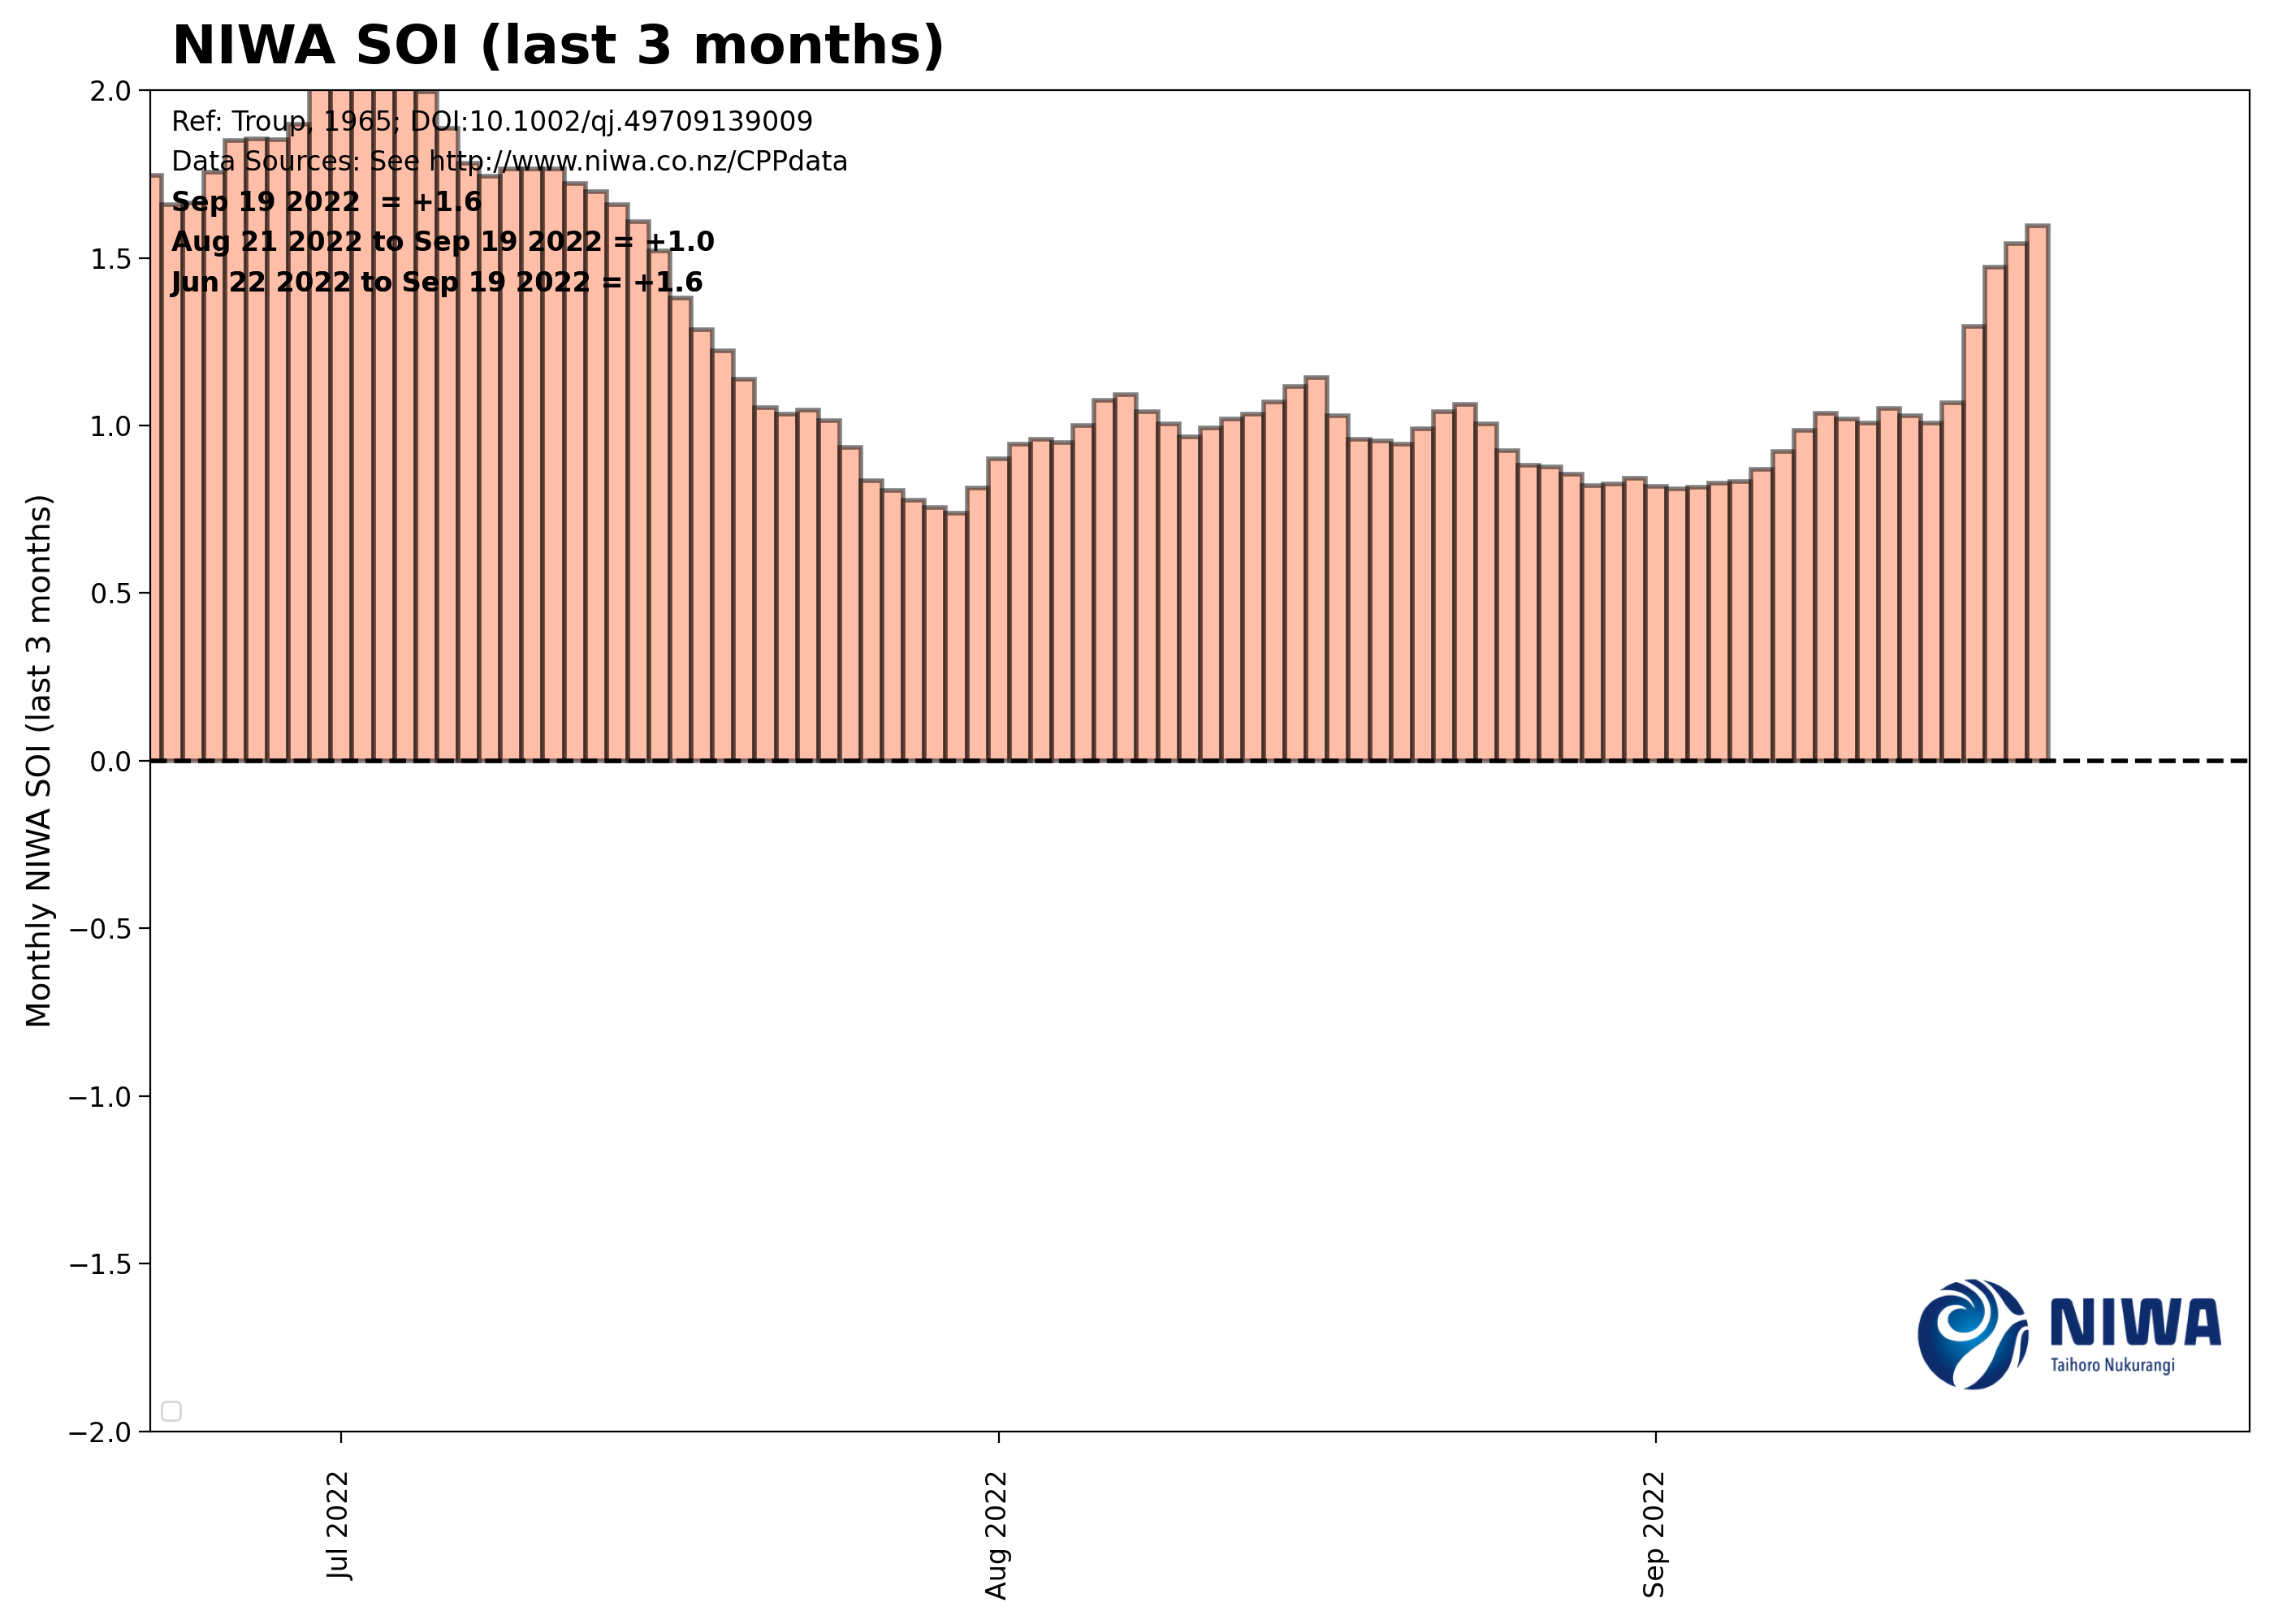 NIWA SOI (last 3 months)
Ref: Troup, 1965; DOI:10.1002/qj.49709139009
Data Sources: See http://www.niwa.co.nz/CPPdata
Sep 19 2022 = +1.6
Aug 21 2022 to Sep 19 2022 = +1.0
Jun 22 2022 to Sep 19 2022 = +1.6
Monthly NIWA SOI (last 3 months)
2.0
1.5
1.0
0.5
0.0
−0.5
−1.0
−1.5
−2.0
NIWA
Taihoro Nukurangi
Jul 2022
Aug 2022
Sep 2022